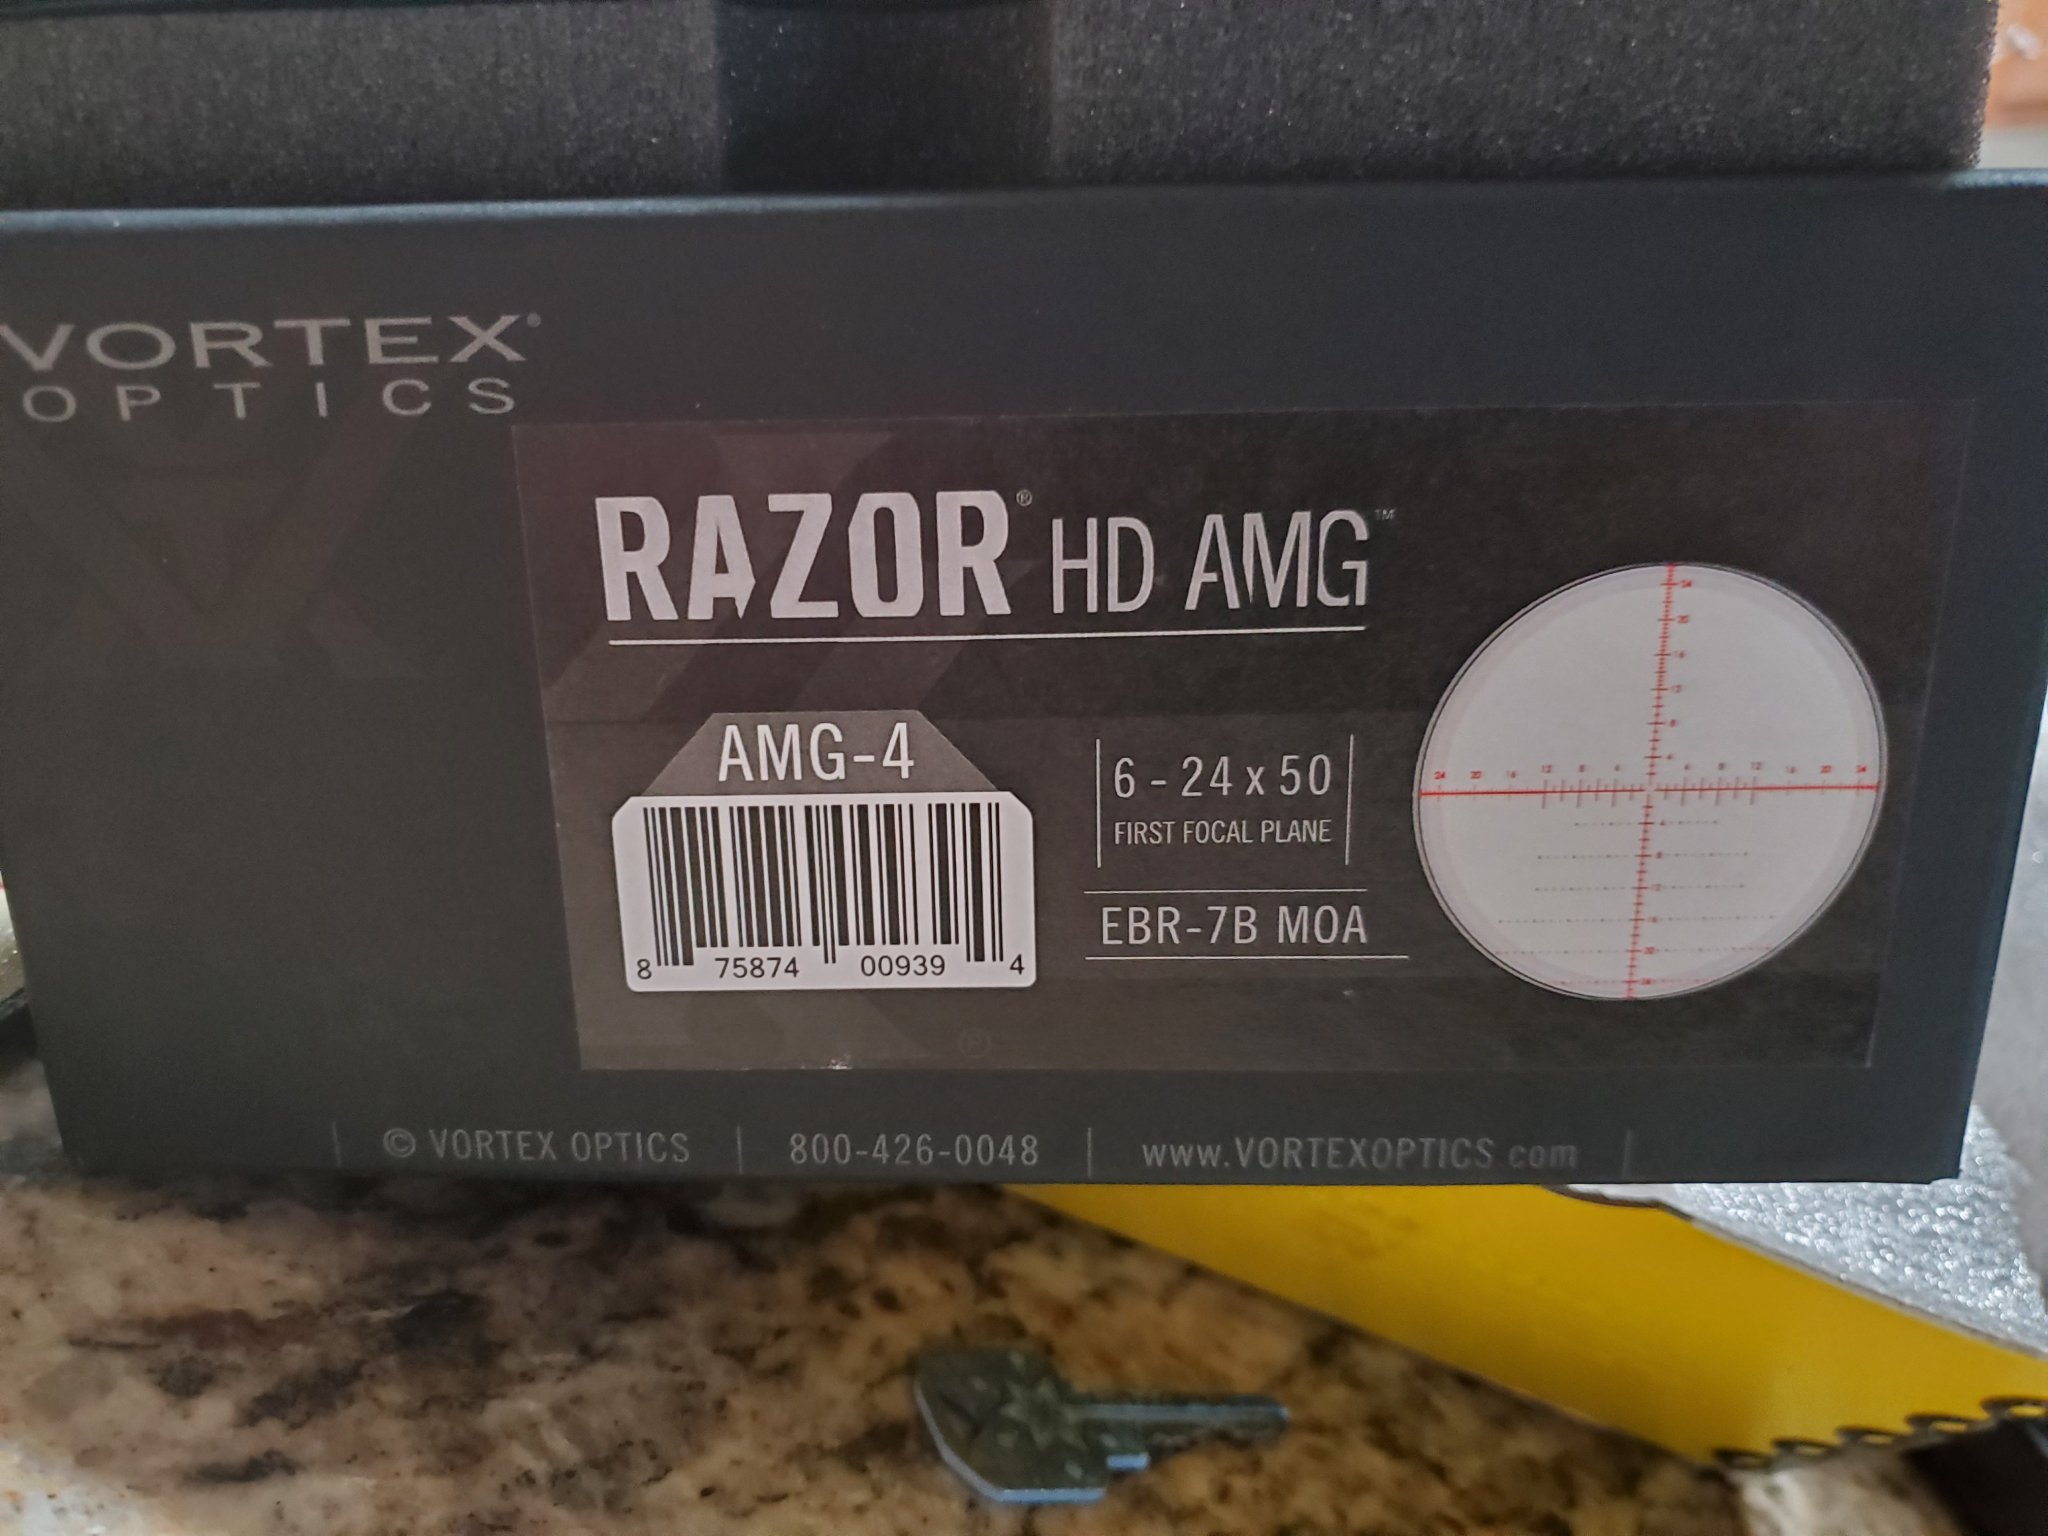 VORTEX®
OPTICS
RAZOR® HD AMG™
AMG-4
6 - 24 x 50
FIRST FOCAL PLANE
EBR-7B MOA
8 75874 00939 4
© VORTEX OPTICS | 800-426-0048 | www.VORTEXOPTICS.com